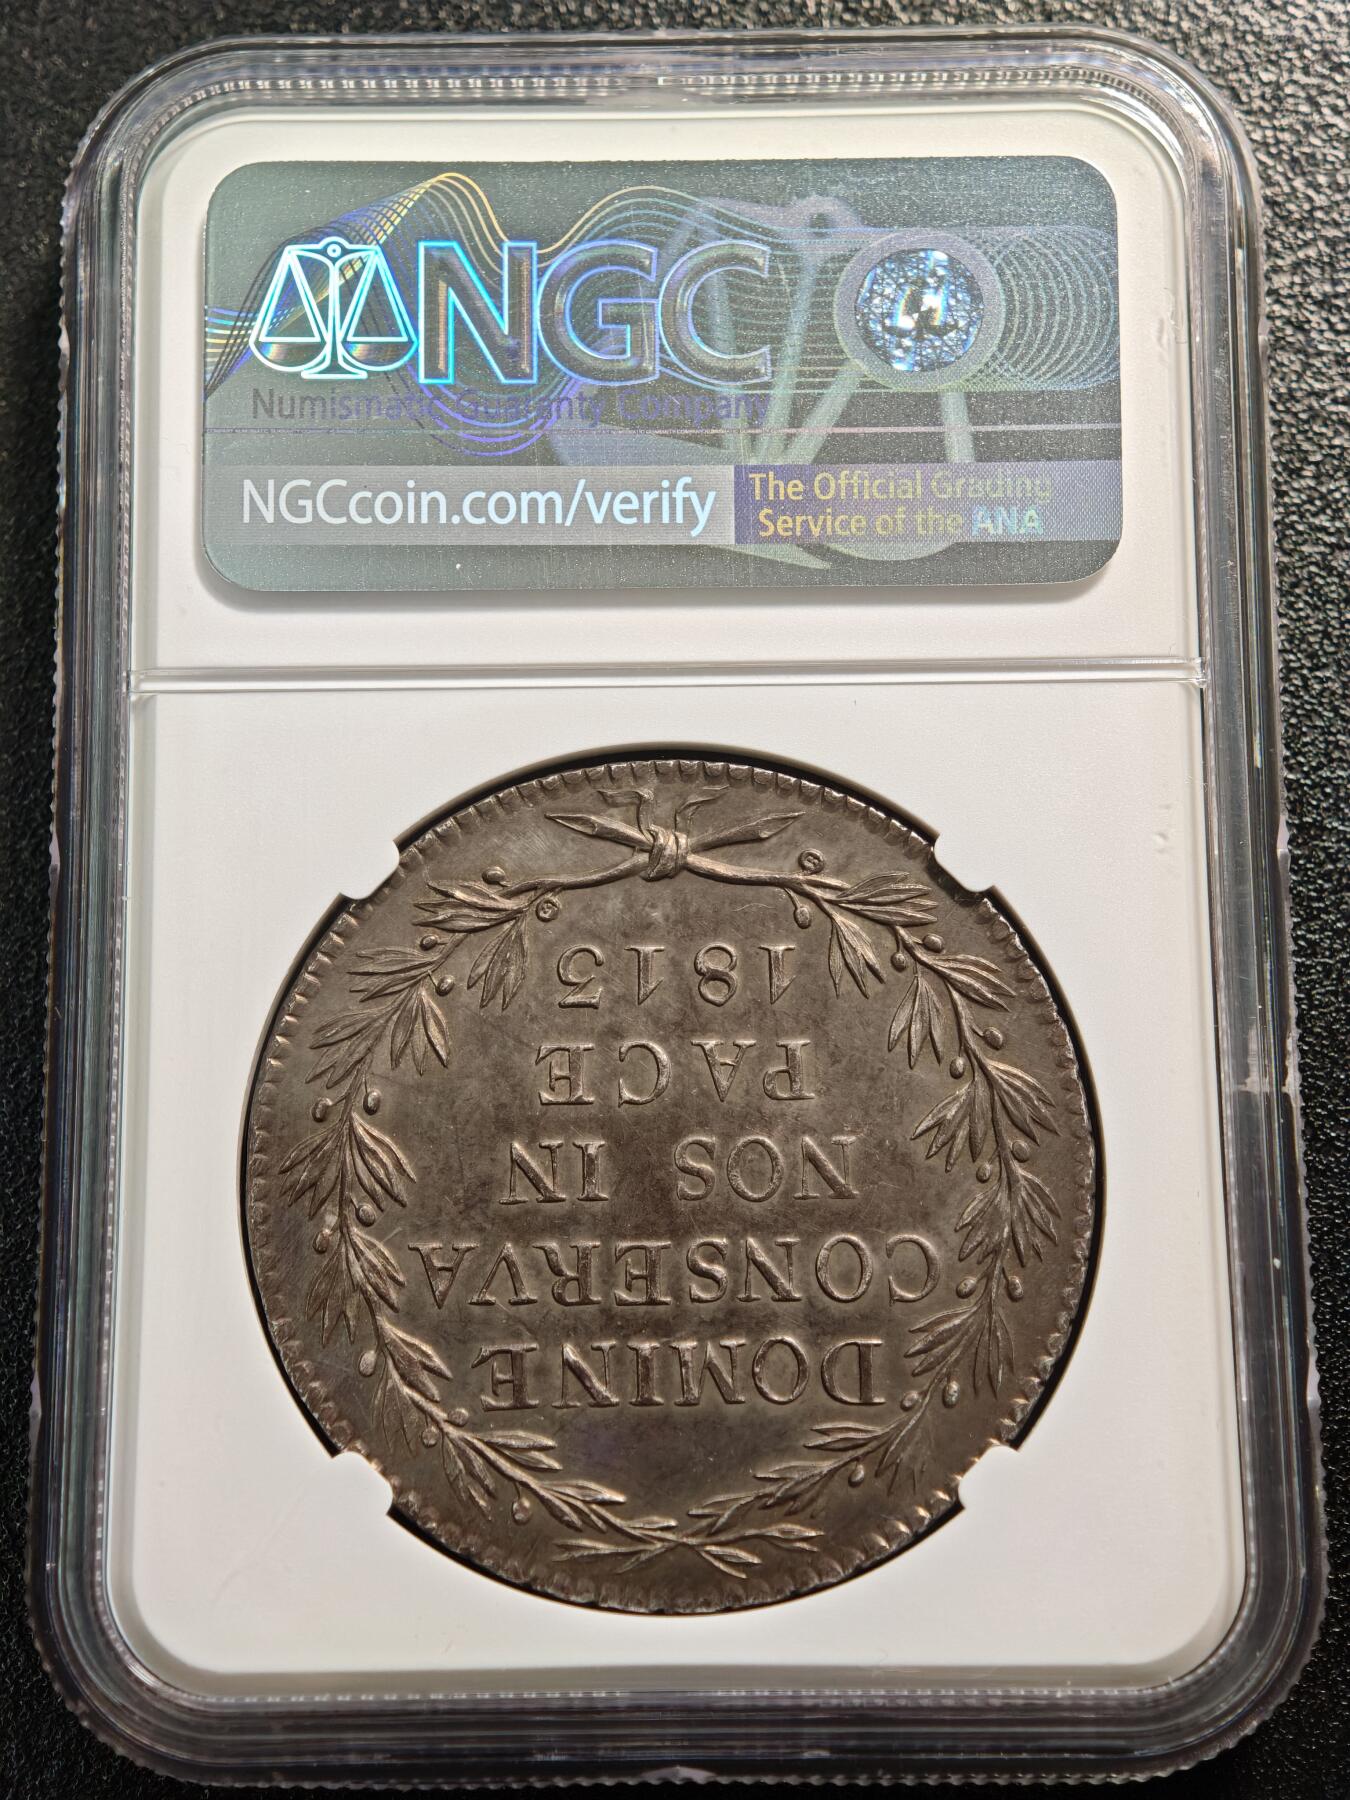 NGC
Numismatic Guaranty Company
NGCcoin.com/verify
The Official Grading
Service of the ANA
DOMINE
CONSERVA
NOS IN
PACE
1813